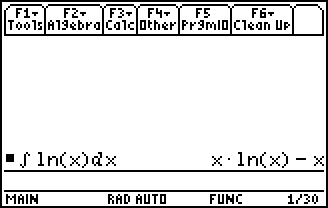 F1▾ F2▾ F3▾ F4▾ F5 F6▾
Tools Algebra Calc Other PrgmIO Clean Up
■ ∫ ln(x)dx x·ln(x) − x
MAIN RAD AUTO FUNC 1/30